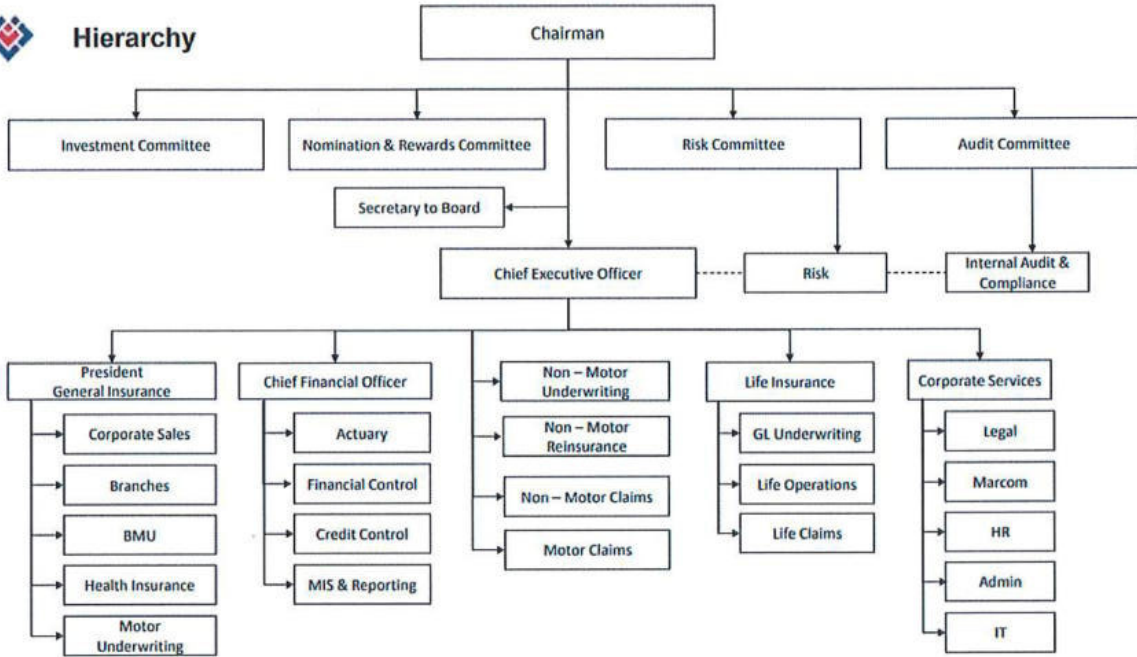 Hierarchy
Chairman
Investment Committee
Nomination & Rewards Committee
Risk Committee
Audit Committee
Secretary to Board
Chief Executive Officer
Risk
Internal Audit &
Compliance
President
General Insurance
Corporate Sales
Branches
BMU
Health Insurance
Motor
Underwriting
Chief Financial Officer
Actuary
Financial Control
Credit Control
MIS & Reporting
Non – Motor
Underwriting
Non – Motor
Reinsurance
Non – Motor Claims
Motor Claims
Life Insurance
GL Underwriting
Life Operations
Life Claims
Corporate Services
Legal
Marcom
HR
Admin
IT